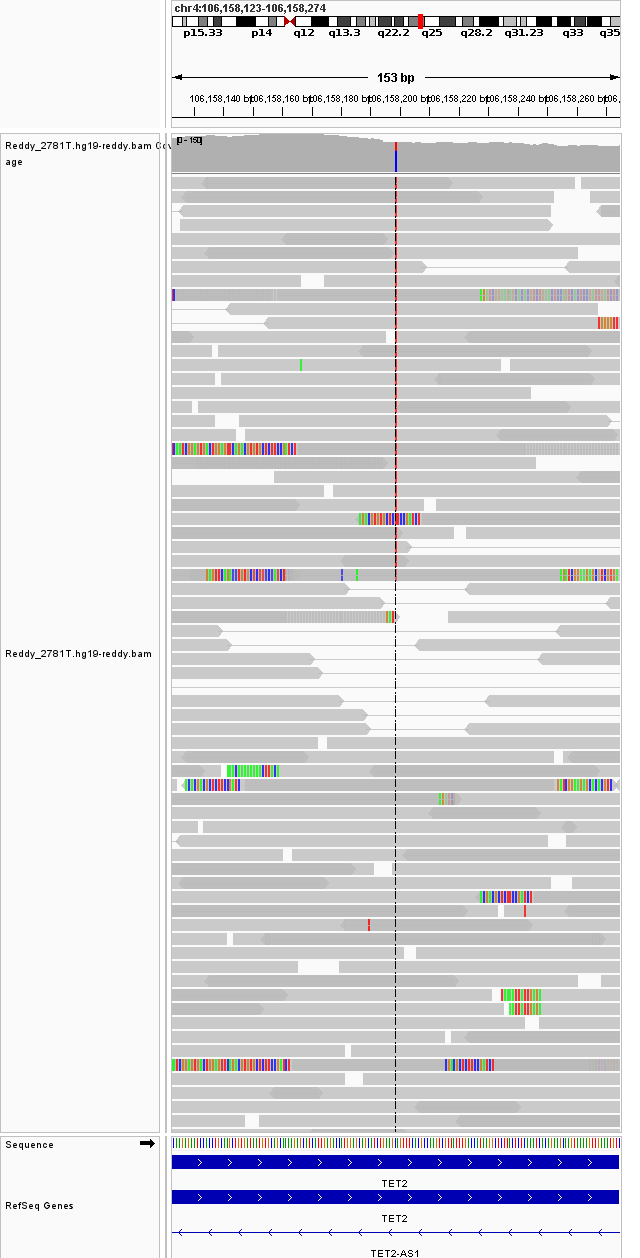 chr4:106,158,123-106,158,274
p15.33 p14 q12 q13.3 q22.2 q25 q28.2 q31.23 q33 q35
153 bp
106,158,140 bp 106,158,160 bp 106,158,180 bp 106,158,200 bp 106,158,220 bp 106,158,240 bp 106,158,260 bp 106,
Reddy_2781T.hg19-reddy.bam Cov
age
[0 - 150]
Reddy_2781T.hg19-reddy.bam
Sequence
TET2
RefSeq Genes
TET2
TET2-AS1